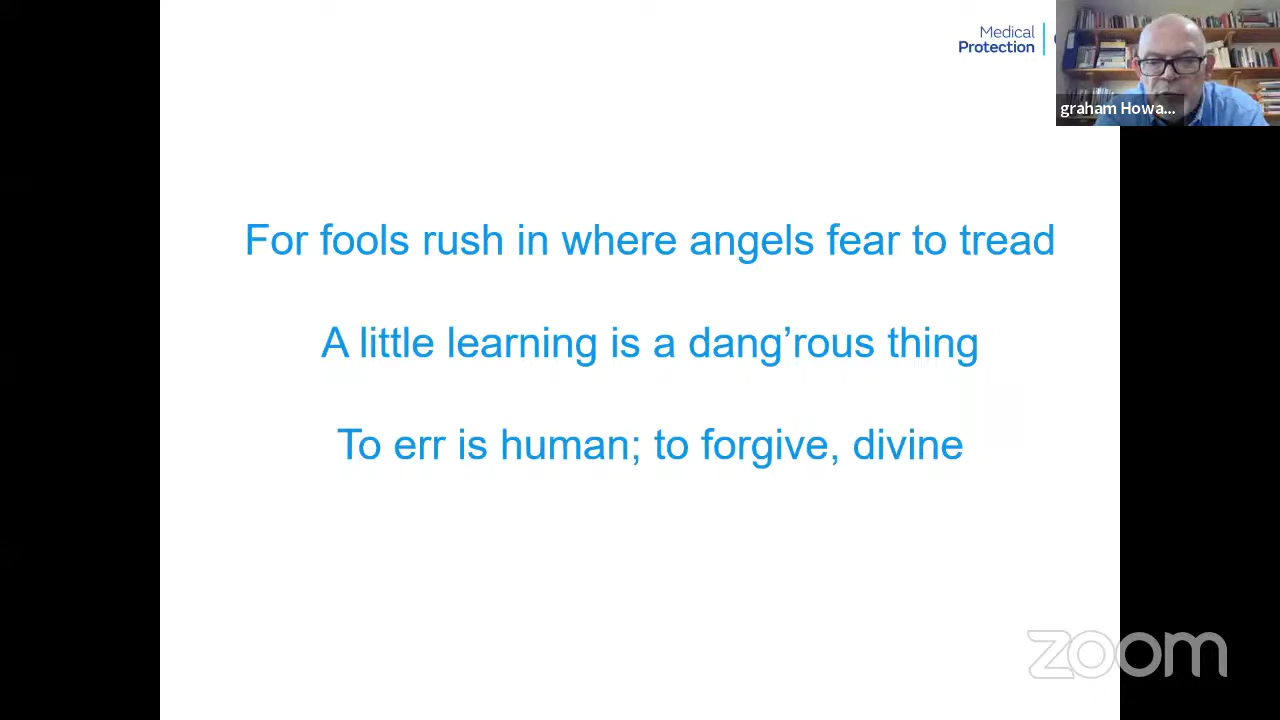 Medical
Protection
graham Howa...
For fools rush in where angels fear to tread
A little learning is a dang’rous thing
To err is human; to forgive, divine
zoom